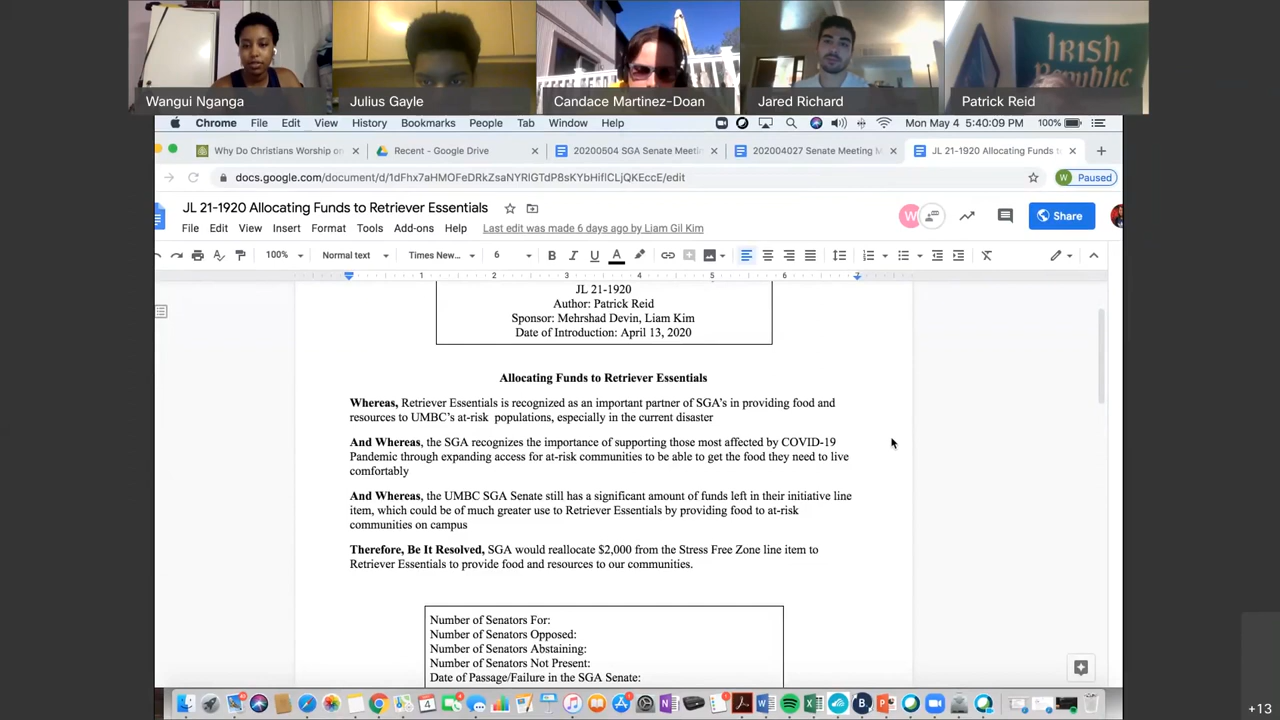 IRISH
REPUBLIC
Wangui Nganga
Julius Gayle
Candace Martinez-Doan
Jared Richard
Patrick Reid
Chrome File Edit View History Bookmarks People Tab Window Help 100% Mon May 4 5:40:09 PM
Why Do Christians Worship on Recent - Google Drive 20200504 SGA Senate Meetin 202004027 Senate Meeting M JL 21-1920 Allocating Funds to
docs.google.com/document/d/1dFhx7aHMOFeDRkZsaNYRlGTdP8sKYbHiflCLjQKEccE/edit W Paused
JL 21-1920 Allocating Funds to Retriever Essentials
W Share
File Edit View Insert Format Tools Add-ons Help Last edit was made 6 days ago by Liam Gil Kim
100% Normal text Times New... 6 B I U A
1 2 3 4 5 6 7
JL 21-1920
Author: Patrick Reid
Sponsor: Mehrshad Devin, Liam Kim
Date of Introduction: April 13, 2020
Allocating Funds to Retriever Essentials
Whereas, Retriever Essentials is recognized as an important partner of SGA's in providing food and
resources to UMBC's at-risk populations, especially in the current disaster
And Whereas, the SGA recognizes the importance of supporting those most affected by COVID-19
Pandemic through expanding access for at-risk communities to be able to get the food they need to live
comfortably
And Whereas, the UMBC SGA Senate still has a significant amount of funds left in their initiative line
item, which could be of much greater use to Retriever Essentials by providing food to at-risk
communities on campus
Therefore, Be It Resolved, SGA would reallocate $2,000 from the Stress Free Zone line item to
Retriever Essentials to provide food and resources to our communities.
Number of Senators For:
Number of Senators Opposed:
Number of Senators Abstaining:
Number of Senators Not Present:
Date of Passage/Failure in the SGA Senate:
+13